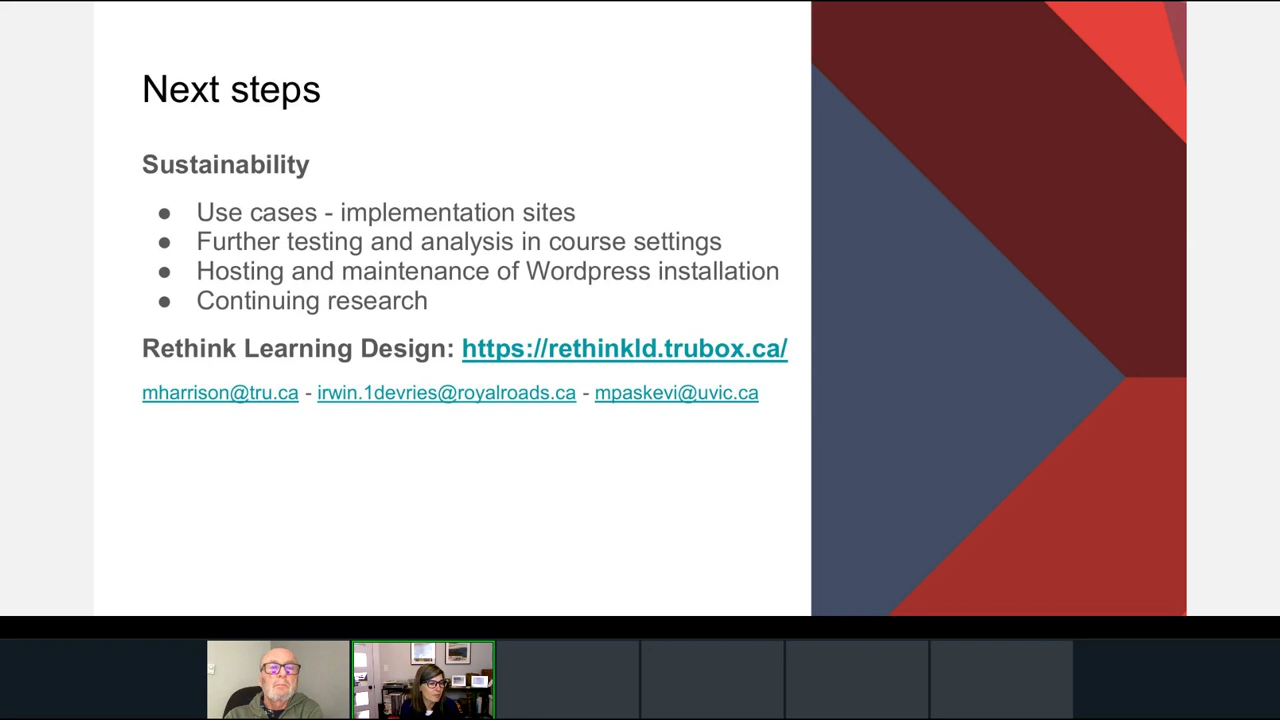 Next steps
Sustainability
● Use cases - implementation sites
● Further testing and analysis in course settings
● Hosting and maintenance of Wordpress installation
● Continuing research
Rethink Learning Design: https://rethinkld.trubox.ca/
mharrison@tru.ca - irwin.1devries@royalroads.ca - mpaskevi@uvic.ca